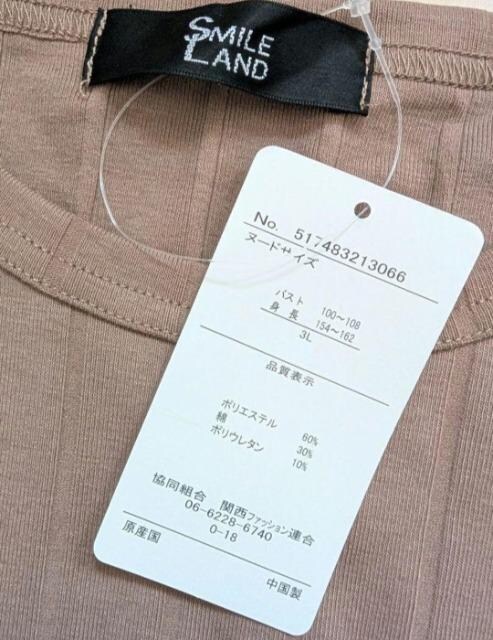 SMILE
LAND
No. 517483213066
ヌードサイズ
バスト 100～108
身長 154～162
3L
品質表示
ポリエステル 60%
綿 30%
ポリウレタン 10%
協同組合 関西ファッション連合
06-6228-6740
0-18
原産国 中国製